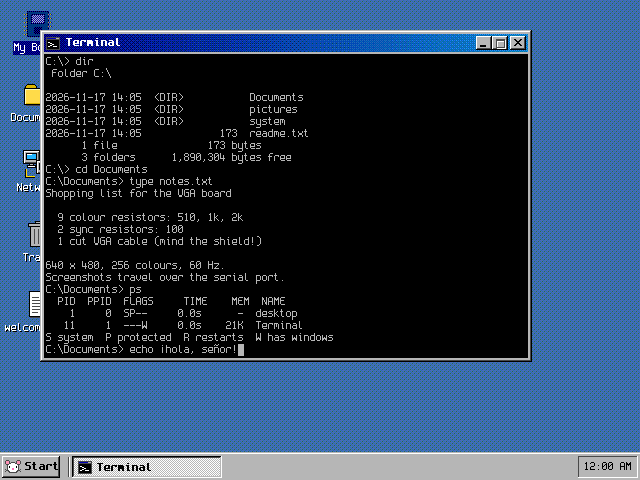 My Bo
Docum
Netw
Tra
welcom
Terminal
C:\> dir
 folder C:\
2026-11-17 14:05  <DIR>           Documents
2026-11-17 14:05  <DIR>           pictures
2026-11-17 14:05  <DIR>           system
2026-11-17 14:05             173  readme.txt
      1 file               173 bytes
      3 folders      1,890,304 bytes free
C:\> cd Documents
C:\Documents> type notes.txt
Shopping list for the VGA board
  9 colour resistors: 510, 1k, 2k
  2 sync resistors: 100
  1 cut VGA cable (mind the shield!)
640 x 480, 256 colours, 60 Hz.
Screenshots travel over the serial port.
C:\Documents> ps
  PID  PPID  FLAGS     TIME    MEM  NAME
    1     0  SP--     0.0s      -  desktop
   11     1  ---W     0.0s    21K  Terminal
S system  P protected  R restarts  W has windows
C:\Documents> echo ¡hola, señor!
Start
Terminal
12:00 AM